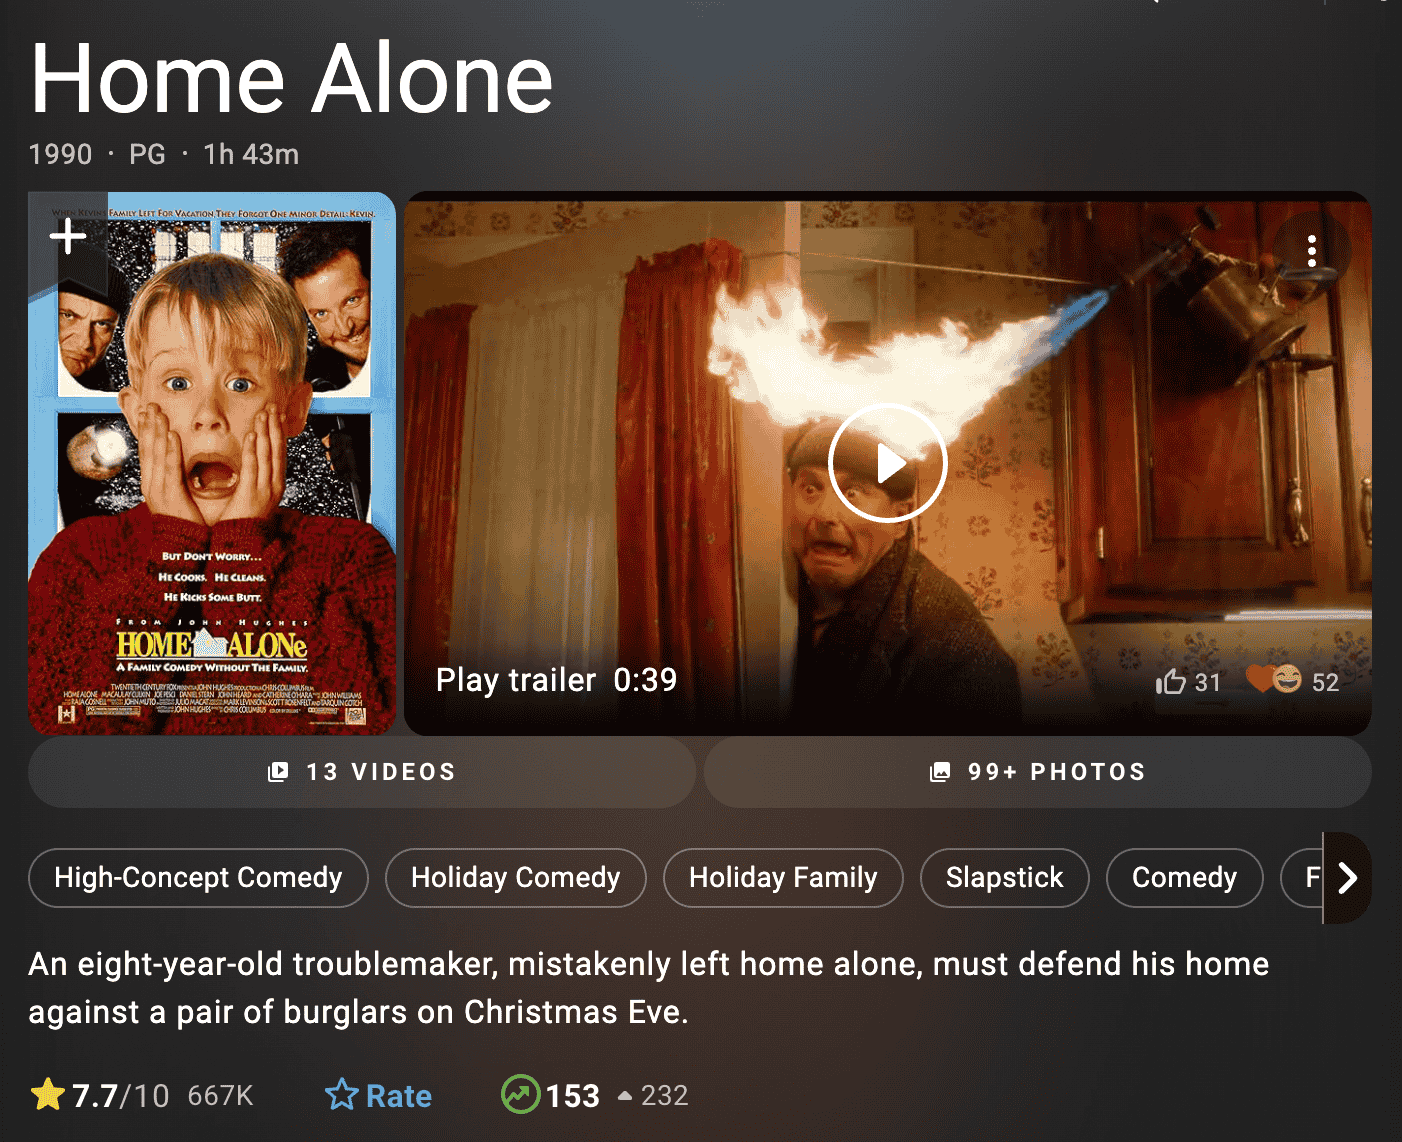 Home Alone
1990 · PG · 1h 43m
WHEN KEVIN'S FAMILY LEFT FOR VACATION, THEY FORGOT ONE MINOR DETAIL: KEVIN.
BUT DON'T WORRY...
HE COOKS. HE CLEANS.
HE KICKS SOME BUTT.
FROM JOHN HUGHES
HOME ALONe
A FAMILY COMEDY WITHOUT THE FAMILY.
Play trailer 0:39
31
52
13 VIDEOS
99+ PHOTOS
High-Concept Comedy
Holiday Comedy
Holiday Family
Slapstick
Comedy
F
An eight-year-old troublemaker, mistakenly left home alone, must defend his home
against a pair of burglars on Christmas Eve.
7.7/10 667K
Rate
153
232